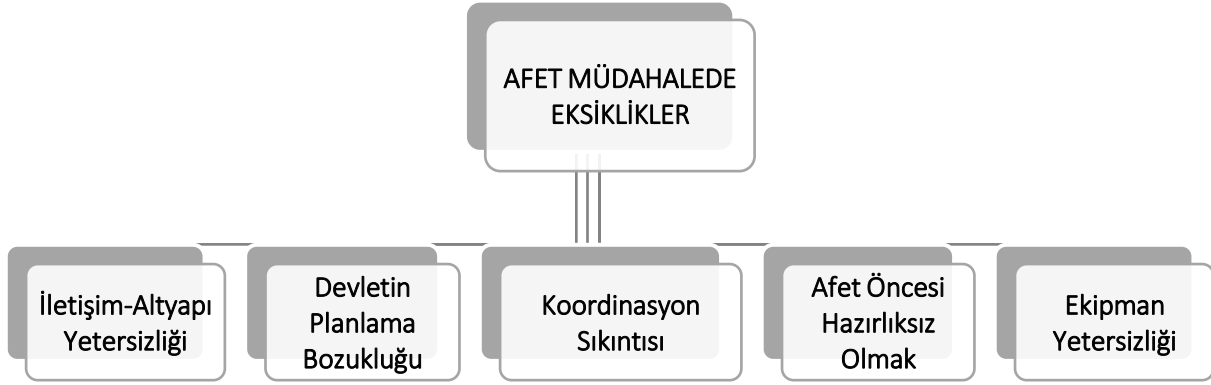 AFET MÜDAHALEDE
EKSİKLİKLER
İletişim-Altyapı
Yetersizliği
Devletin
Planlama
Bozukluğu
Koordinasyon
Sıkıntısı
Afet Öncesi
Hazırlıksız
Olmak
Ekipman
Yetersizliği